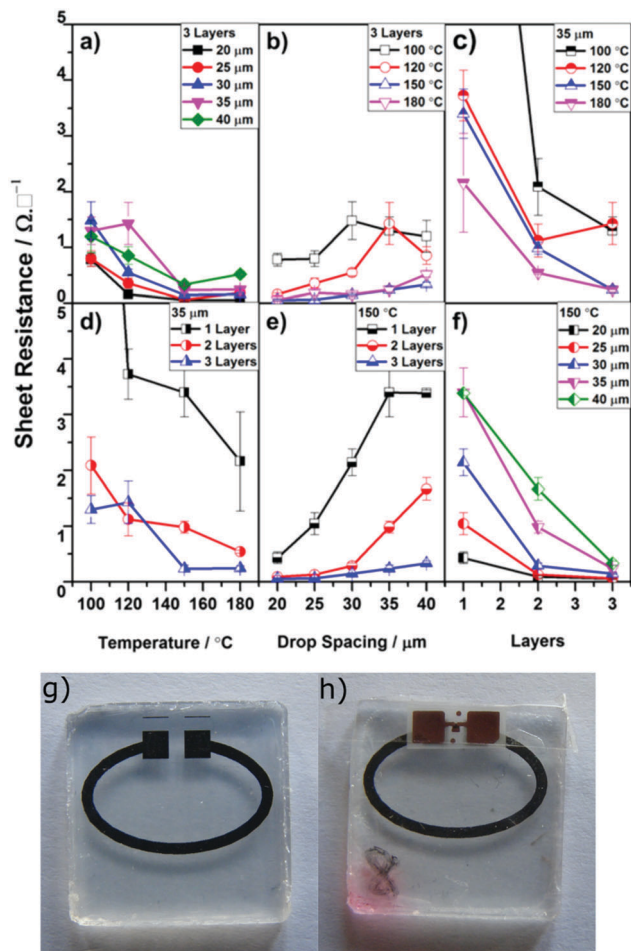 Sheet Resistance / Ω.□⁻¹
a)
3 Layers
20 μm
25 μm
30 μm
35 μm
40 μm
b)
3 Layers
100 °C
120 °C
150 °C
180 °C
c)
35 μm
100 °C
120 °C
150 °C
180 °C
5
4
3
2
1
0
d)
35 μm
1 Layer
2 Layers
3 Layers
e)
150 °C
1 Layer
2 Layers
3 Layers
f)
150 °C
20 μm
25 μm
30 μm
35 μm
40 μm
5
4
3
2
1
0
100 120 140 160 180
20 25 30 35 40
1 2 2 3 3
Temperature / °C
Drop Spacing / μm
Layers
g)
h)